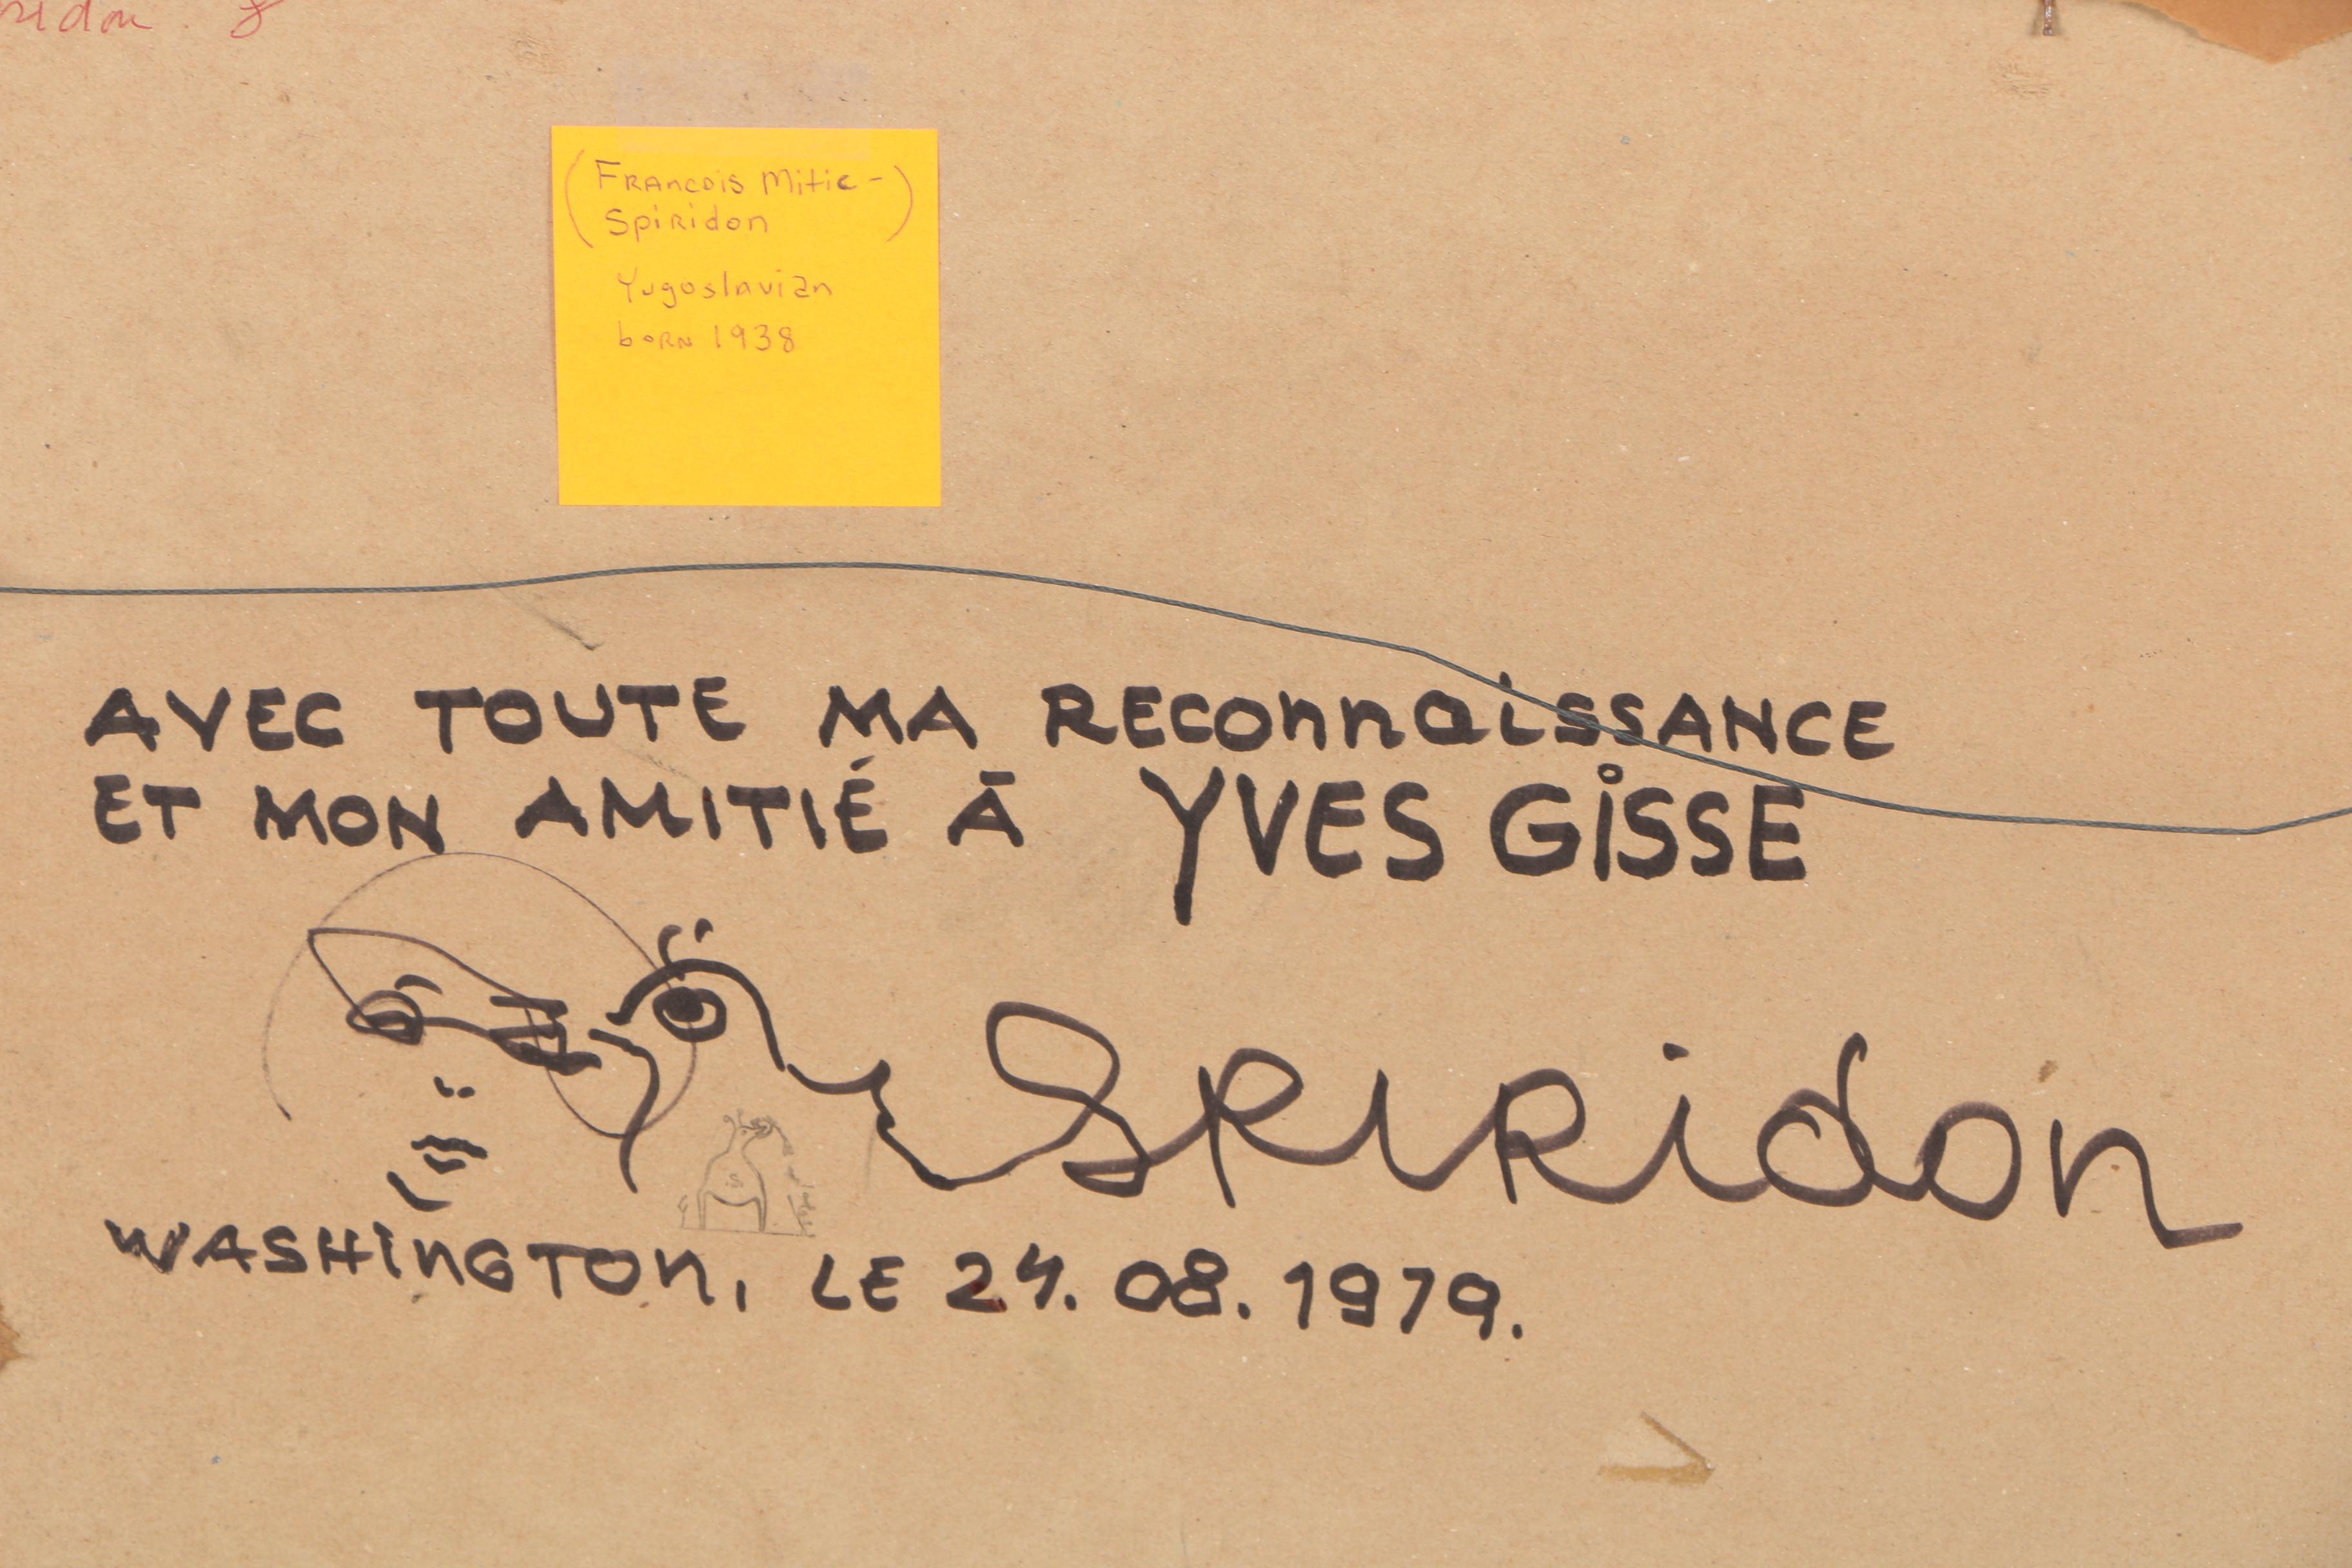 (Francois Mitic-
Spiridon)
Yugoslavian
born 1938
AVEC TOUTE MA RECONNAISSANCE
ET MON AMITIÉ Ā YVES GISSE
SPIRIDON
WASHINGTON, LE 24. 08. 1979.